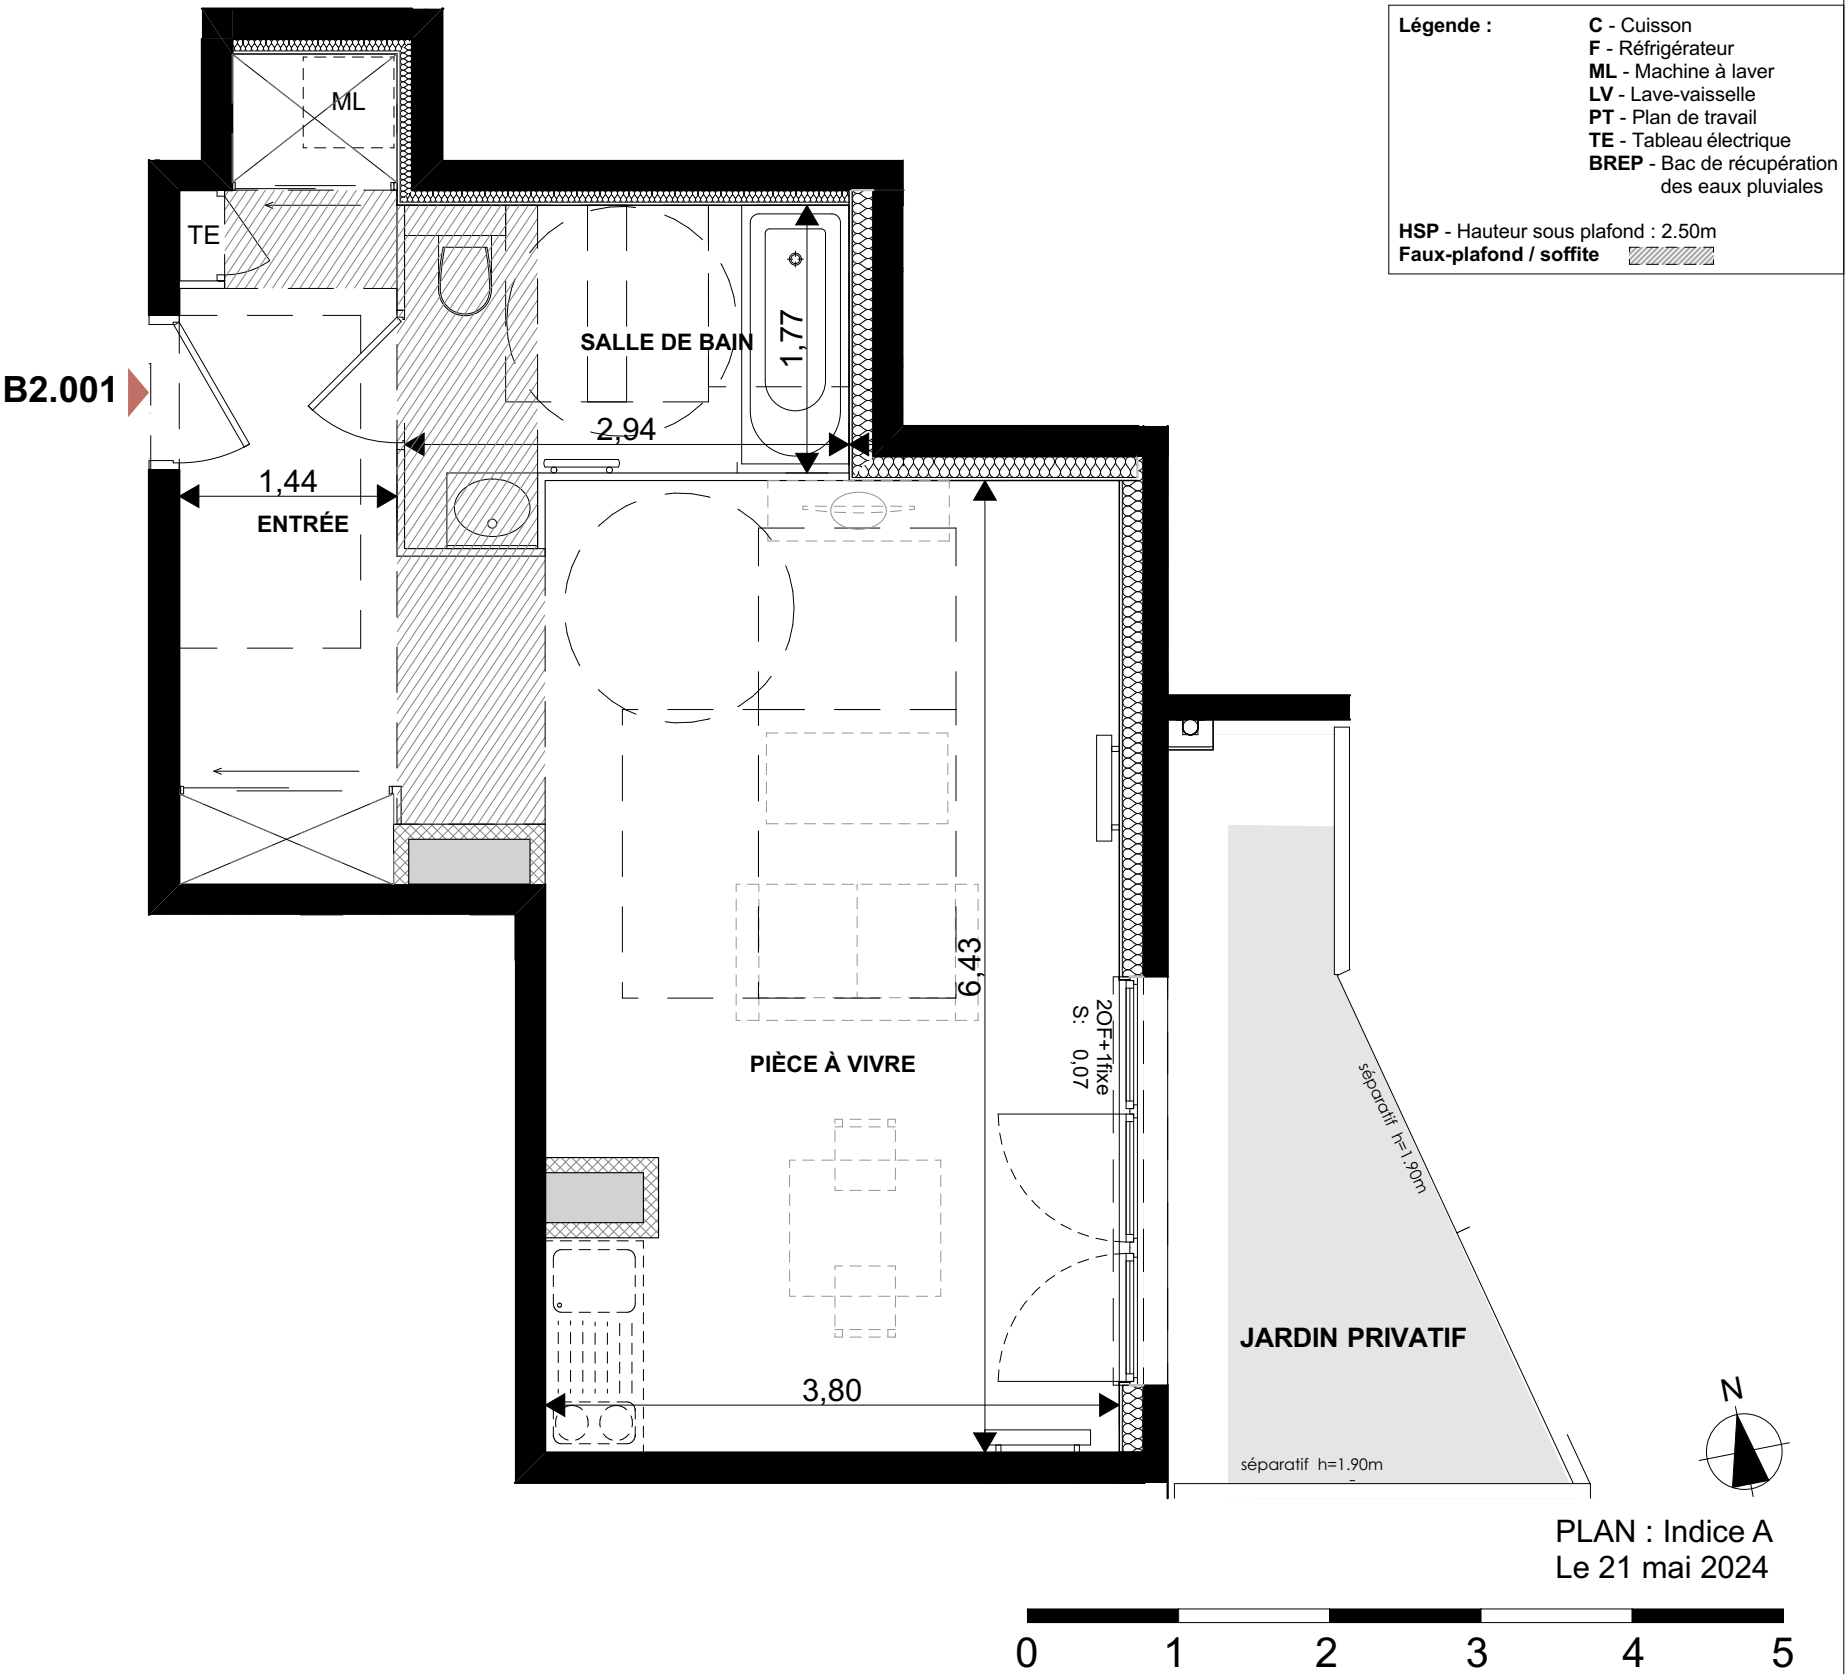 Légende :
C - Cuisson
F - Réfrigérateur
ML - Machine à laver
LV - Lave-vaisselle
PT - Plan de travail
TE - Tableau électrique
BREP - Bac de récupération
des eaux pluviales
HSP - Hauteur sous plafond : 2.50m
Faux-plafond / soffite
ML
TE
SALLE DE BAIN
1,77
B2.001
2,94
1,44
ENTRÉE
6,43
2OF+1fixe
S: 0,07
PIÈCE À VIVRE
séparatif h=1.90m
JARDIN PRIVATIF
3,80
séparatif h=1.90m
N
PLAN : Indice A
Le 21 mai 2024
0 1 2 3 4 5